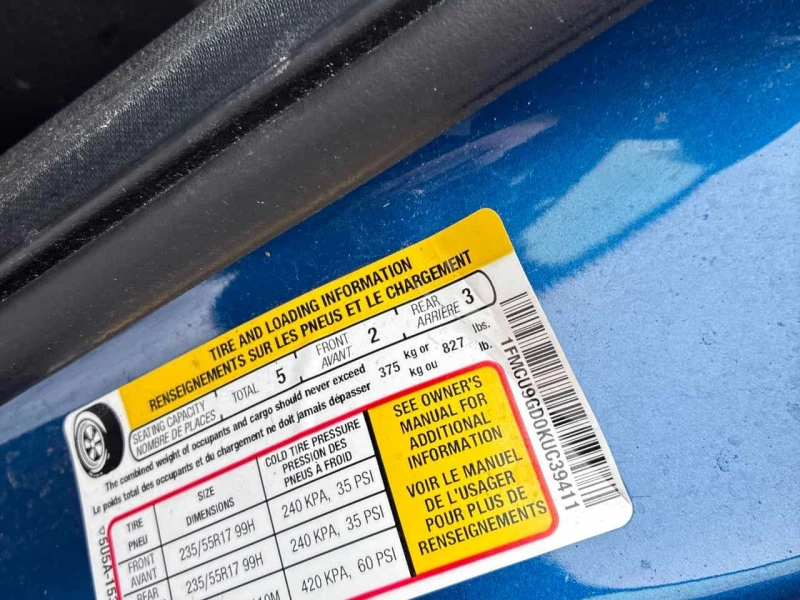 TIRE AND LOADING INFORMATION
RENSEIGNEMENTS SUR LES PNEUS ET LE CHARGEMENT
SEATING CAPACITY
NOMBRE DE PLACES
TOTAL 5
FRONT
AVANT 2
REAR
ARRIÈRE 3
The combined weight of occupants and cargo should never exceed 375 kg or 827 lbs.
Le poids total des occupants et du chargement ne doit jamais dépasser kg ou lb.
TIRE
PNEU
SIZE
DIMENSIONS
COLD TIRE PRESSURE
PRESSION DES
PNEUS À FROID
FRONT
AVANT
235/55R17 99H
240 KPA, 35 PSI
REAR
235/55R17 99H
240 KPA, 35 PSI
420 KPA, 60 PSI
SEE OWNER'S
MANUAL FOR
ADDITIONAL
INFORMATION
VOIR LE MANUEL
DE L'USAGER
POUR PLUS DE
RENSEIGNEMENTS
1FMCU9GD0KUC39411